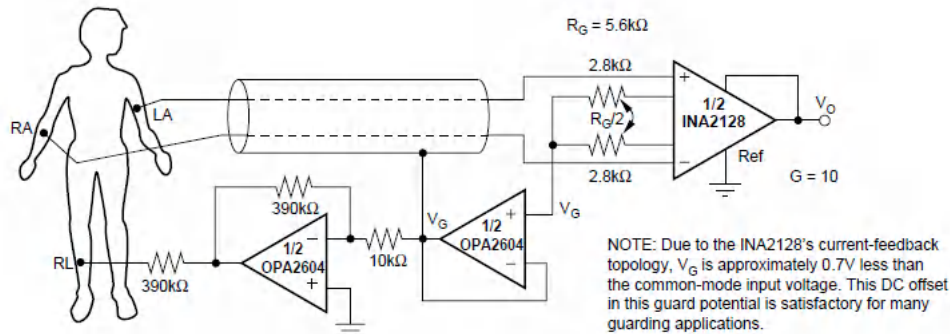 R_G = 5.6kΩ
2.8kΩ
LA
RA
+
1/2
INA2128
V_O
R_G/2
Ref
−
2.8kΩ
G = 10
390kΩ
V_G
+
V_G
1/2
OPA2604
−
−
1/2
OPA2604
+
10kΩ
RL
390kΩ
NOTE: Due to the INA2128's current-feedback
topology, V_G is approximately 0.7V less than
the common-mode input voltage. This DC offset
in this guard potential is satisfactory for many
guarding applications.